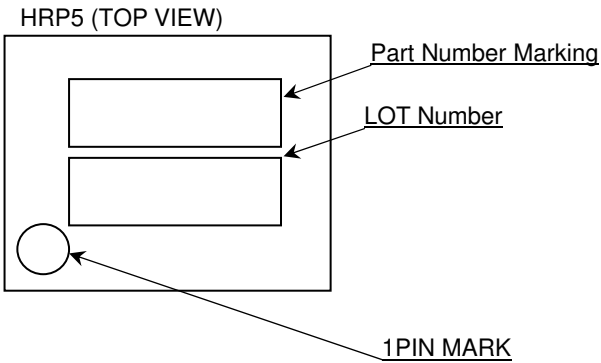 HRP5 (TOP VIEW)
Part Number Marking
LOT Number
1PIN MARK